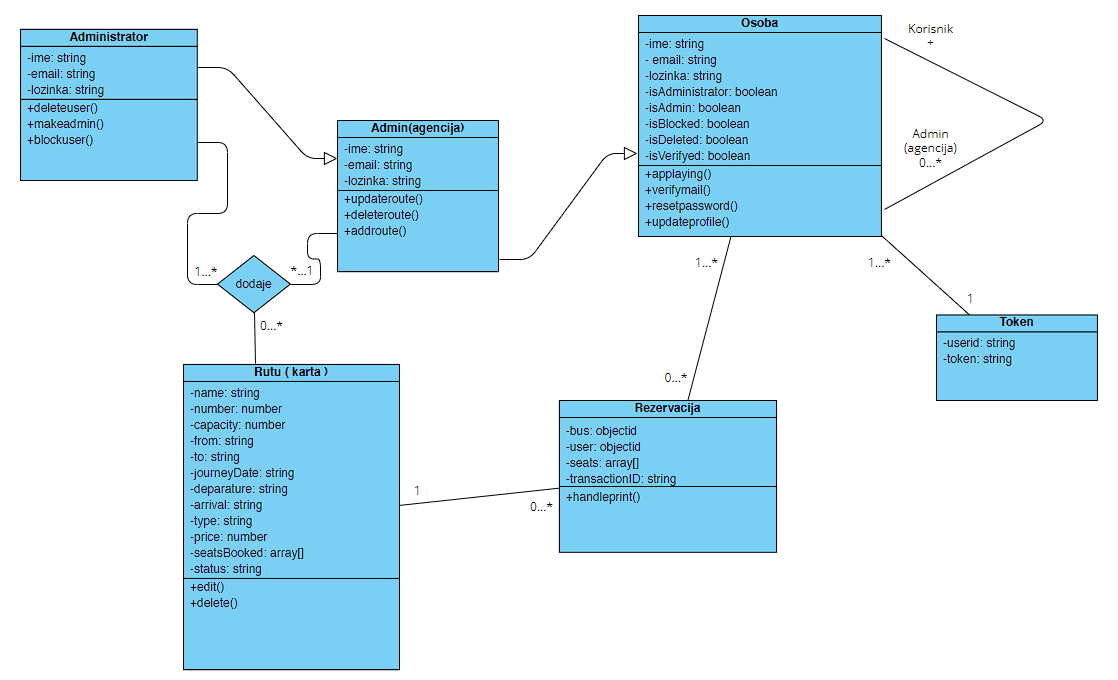 Administrator
-ime: string
-email: string
-lozinka: string
+deleteuser()
+makeadmin()
+blockuser()
Admin(agencija)
-ime: string
-email: string
-lozinka: string
+updateroute()
+deleteroute()
+addroute()
Osoba
-ime: string
- email: string
-lozinka: string
-isAdministrator: boolean
-isAdmin: boolean
-isBlocked: boolean
-isDeleted: boolean
-isVerifyed: boolean
+applaying()
+verifymail()
+resetpassword()
+updateprofile()
Korisnik
+
Admin
(agencija)
0...*
1...*
dodaje
*...1
0...*
1...*
0...*
1...*
1
Token
-userid: string
-token: string
Rutu ( karta )
-name: string
-number: number
-capacity: number
-from: string
-to: string
-journeyDate: string
-deparature: string
-arrival: string
-type: string
-price: number
-seatsBooked: array[]
-status: string
+edit()
+delete()
1
0...*
Rezervacija
-bus: objectid
-user: objectid
-seats: array[]
-transactionID: string
+handleprint()